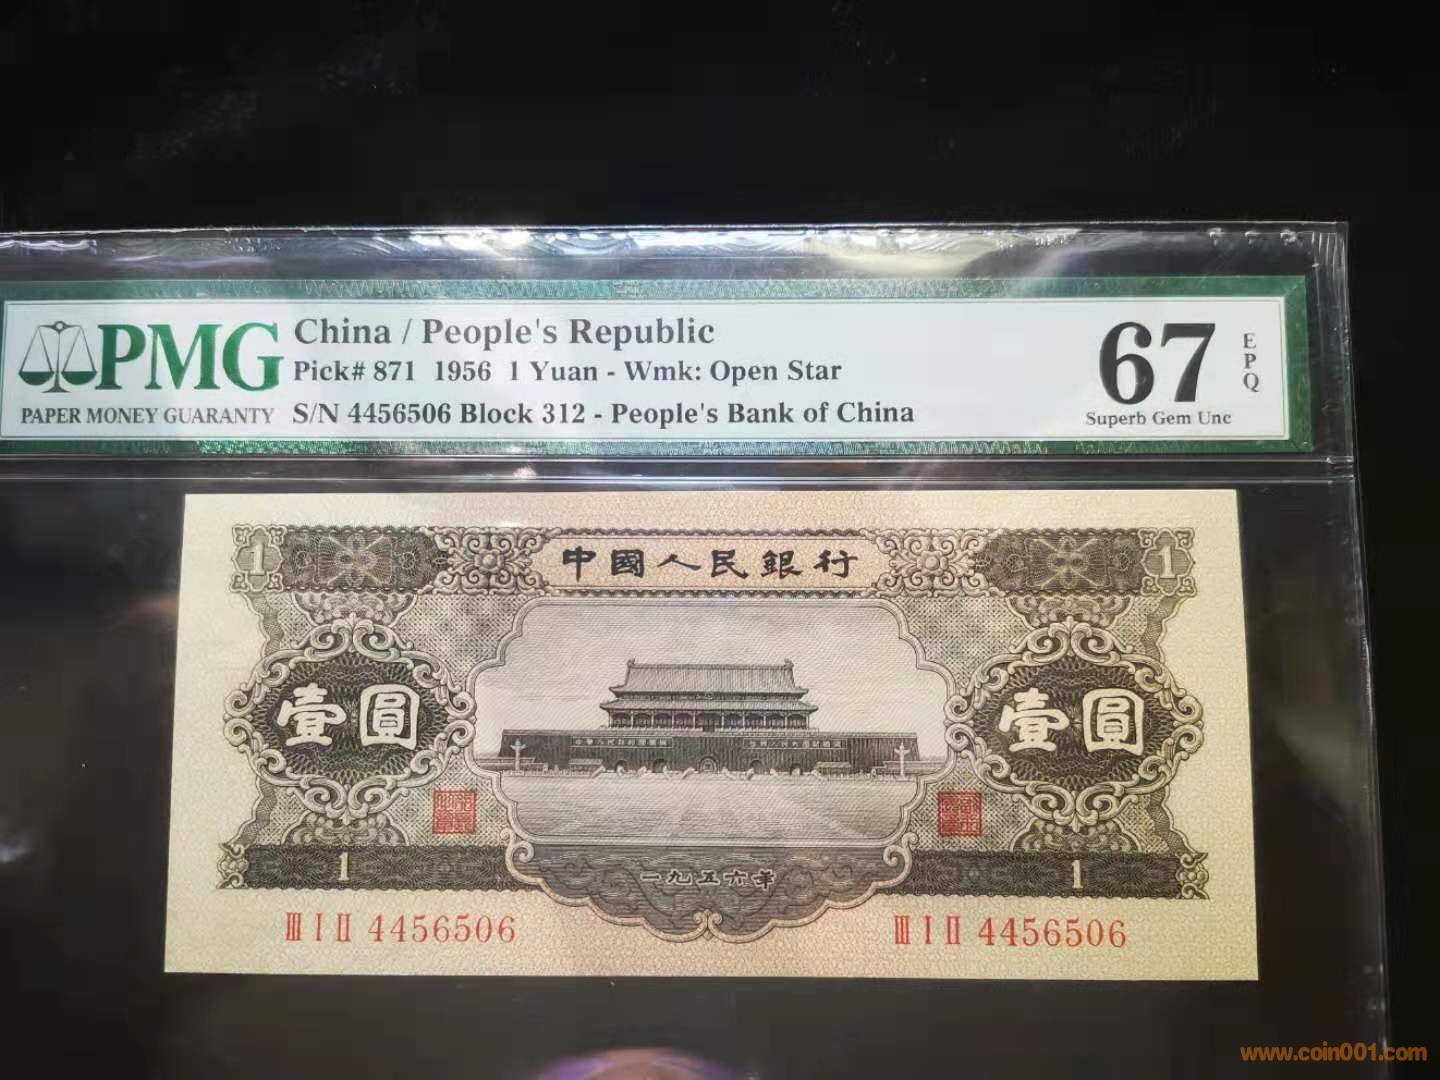 PMG
PAPER MONEY GUARANTY
China / People's Republic
Pick# 871 1956 1 Yuan - Wmk: Open Star
S/N 4456506 Block 312 - People's Bank of China
67
EPQ
Superb Gem Unc
1 中國人民銀行 1
壹圓 壹圓
1 一九五六年 1
Ⅲ Ⅰ Ⅱ 4456506 Ⅲ Ⅰ Ⅱ 4456506
www.coin001.com